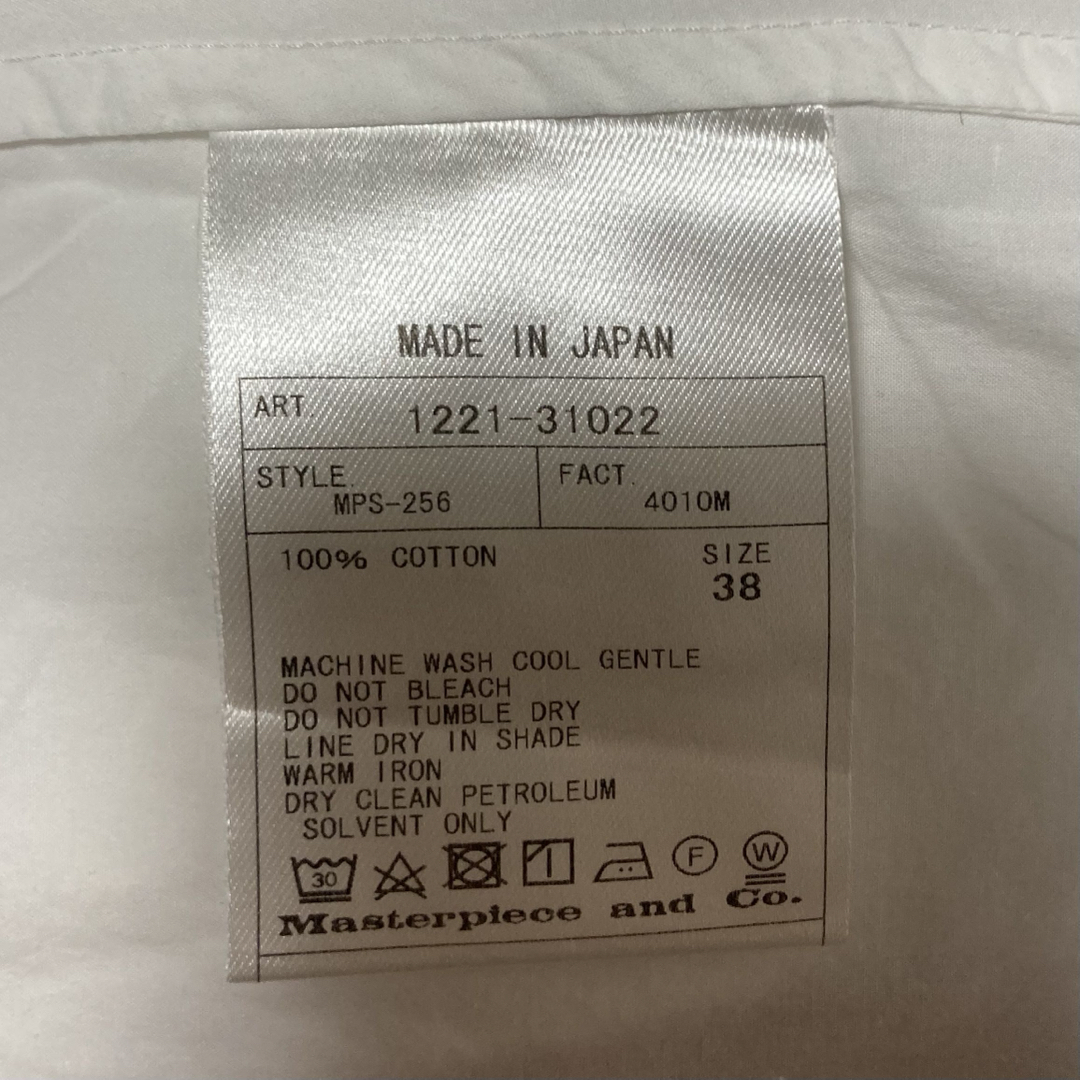 MADE IN JAPAN
ART. 1221-31022
STYLE. FACT.
MPS-256 4010M
100% COTTON SIZE
38
MACHINE WASH COOL GENTLE
DO NOT BLEACH
DO NOT TUMBLE DRY
LINE DRY IN SHADE
WARM IRON
DRY CLEAN PETROLEUM
SOLVENT ONLY
30 F W
Masterpiece and Co.